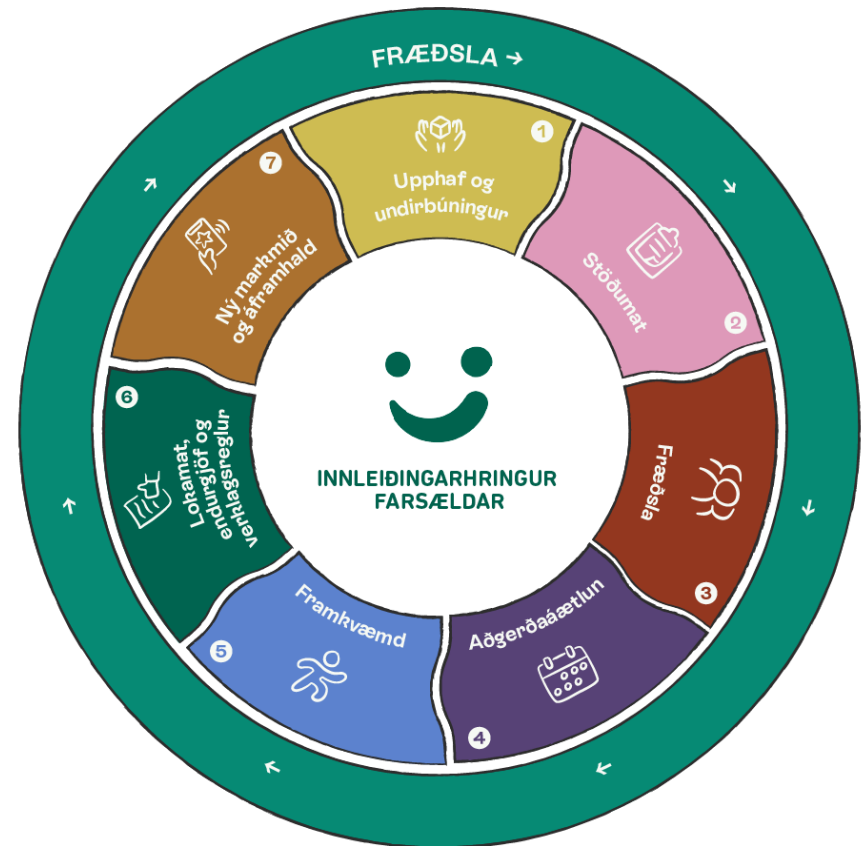 FRÆÐSLA →
1
Upphaf og
undirbúningur
2
Stöðumat
3
Fræðsla
4
Aðgerðaáætlun
5
Framkvæmd
6
Lokamat,
endurgjöf og
verklagsreglur
7
Ný markmið
og áframhald
INNLEIÐINGARHRINGUR
FARSÆLDAR